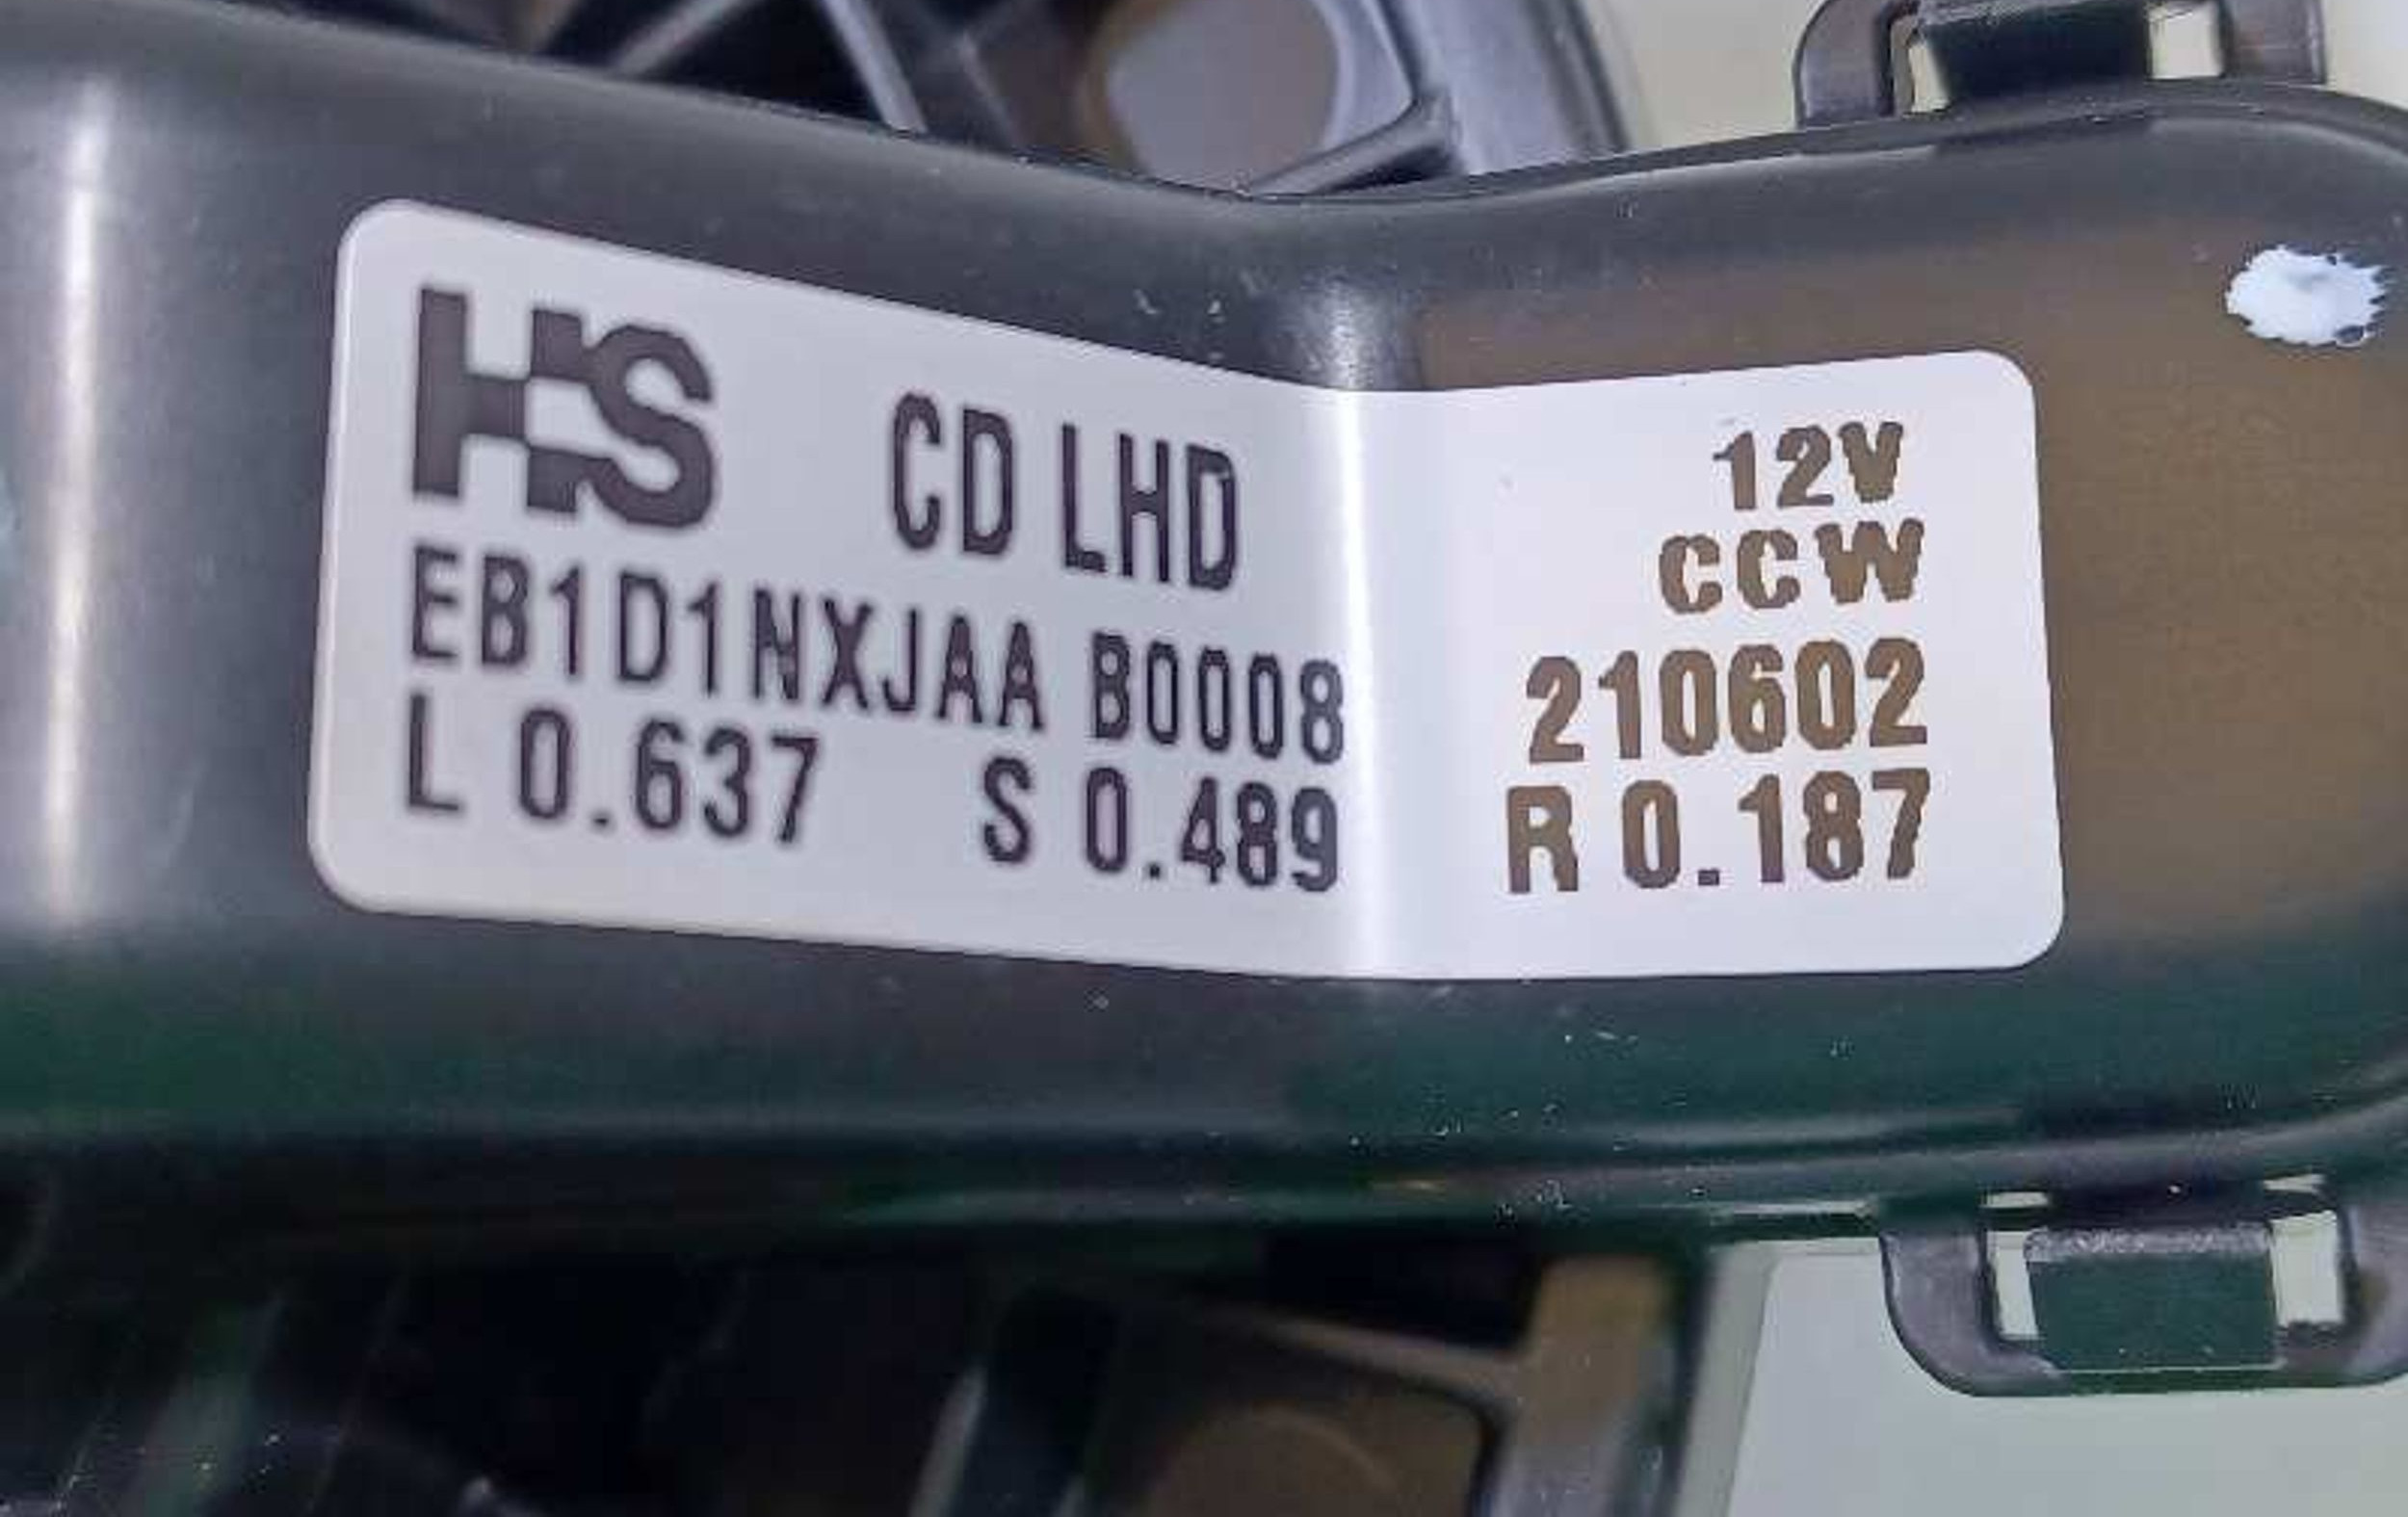 HS CD LHD 12V
CCW
EB1D1NXJAA B0008 210602
L 0.637 S 0.489 R 0.187